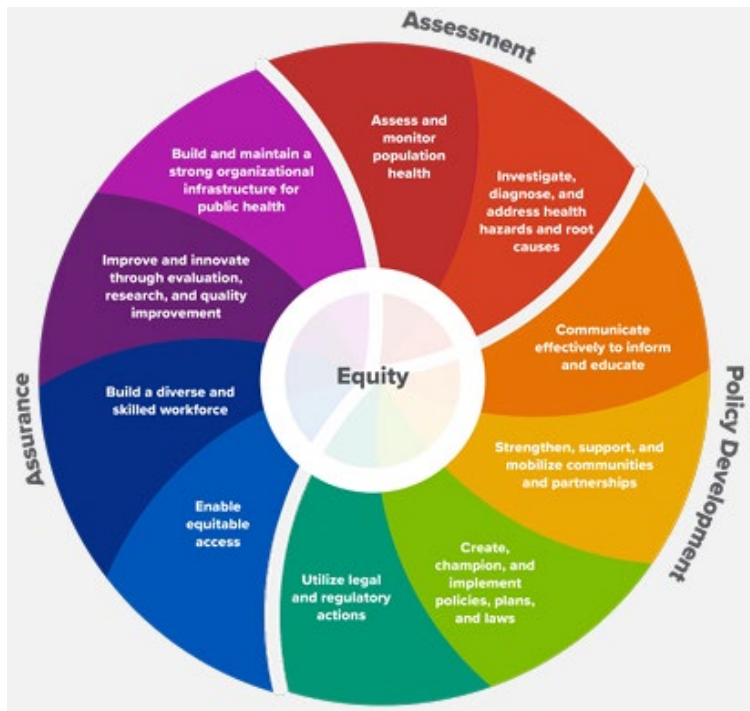 Assessment
Assess and
monitor
population
health
Investigate,
diagnose, and
address health
hazards and root
causes
Policy Development
Communicate
effectively to inform
and educate
Strengthen, support, and
mobilize communities
and partnerships
Create,
champion, and
implement
policies, plans,
and laws
Utilize legal
and regulatory
actions
Assurance
Enable
equitable
access
Build a diverse and
skilled workforce
Improve and innovate
through evaluation,
research, and quality
improvement
Build and maintain a
strong organizational
infrastructure for
public health
Equity